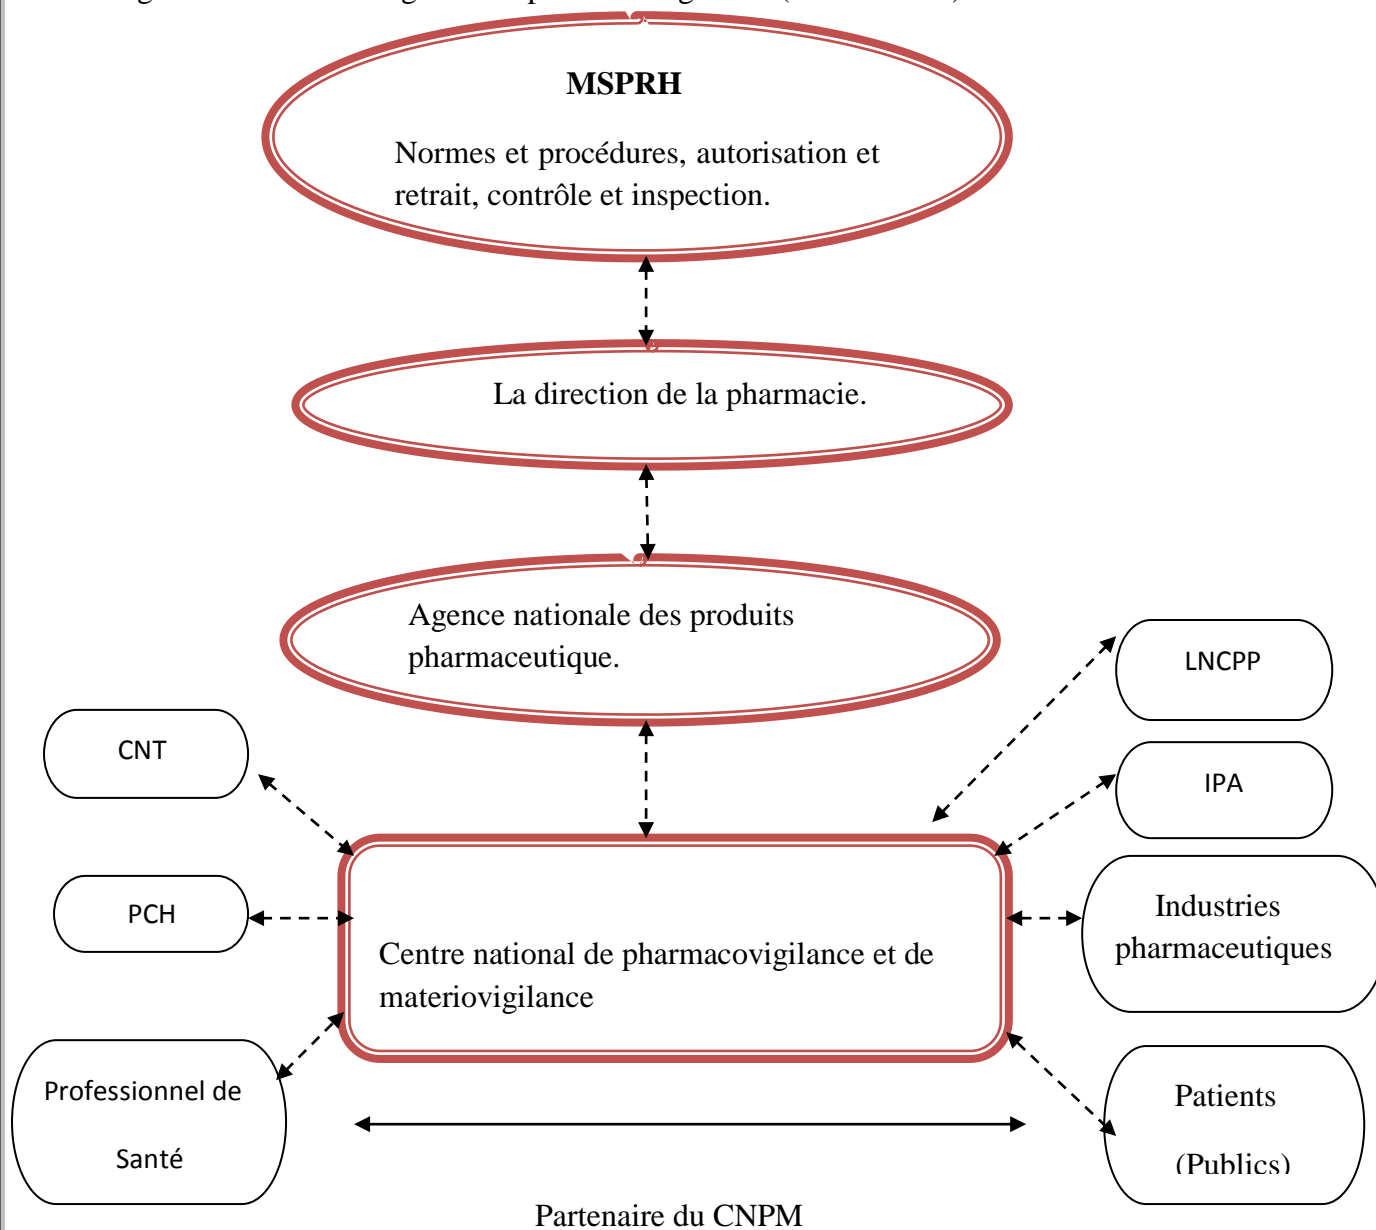 MSPRH
Normes et procédures, autorisation et
retrait, contrôle et inspection.
La direction de la pharmacie.
Agence nationale des produits
pharmaceutique.
LNCPP
CNT
IPA
PCH
Industries
pharmaceutiques
Centre national de pharmacovigilance et de
materiovigilance
Professionnel de
Santé
Patients
(Publics)
Partenaire du CNPM